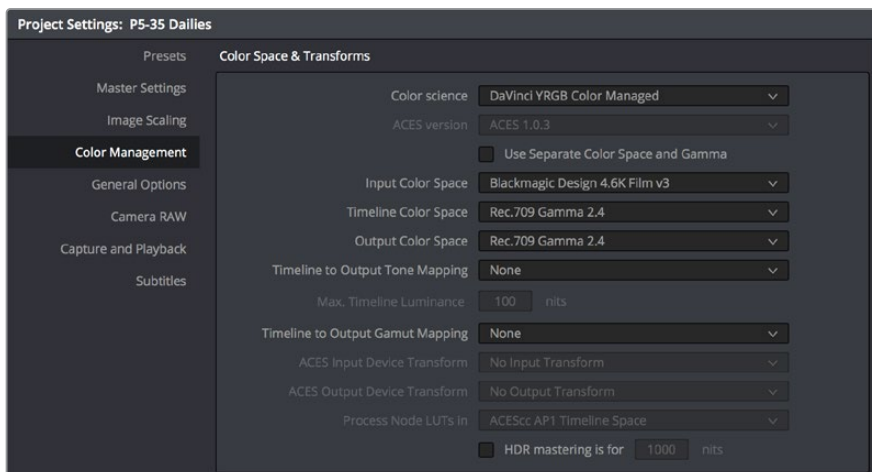 Project Settings: P5-35 Dailies
Presets
Master Settings
Image Scaling
Color Management
General Options
Camera RAW
Capture and Playback
Subtitles
Color Space & Transforms
Color science DaVinci YRGB Color Managed
ACES version ACES 1.0.3
Use Separate Color Space and Gamma
Input Color Space Blackmagic Design 4.6K Film v3
Timeline Color Space Rec.709 Gamma 2.4
Output Color Space Rec.709 Gamma 2.4
Timeline to Output Tone Mapping None
Max. Timeline Luminance 100 nits
Timeline to Output Gamut Mapping None
ACES Input Device Transform No Input Transform
ACES Output Device Transform No Output Transform
Process Node LUTs in ACEScc AP1 Timeline Space
HDR mastering is for 1000 nits